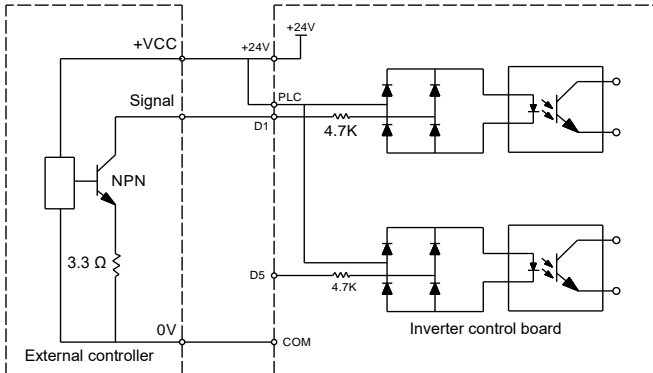 +24V
+VCC
+24V
Signal
PLC
D1
4.7K
NPN
3.3 Ω
D5
4.7K
0V
COM
External controller
Inverter control board